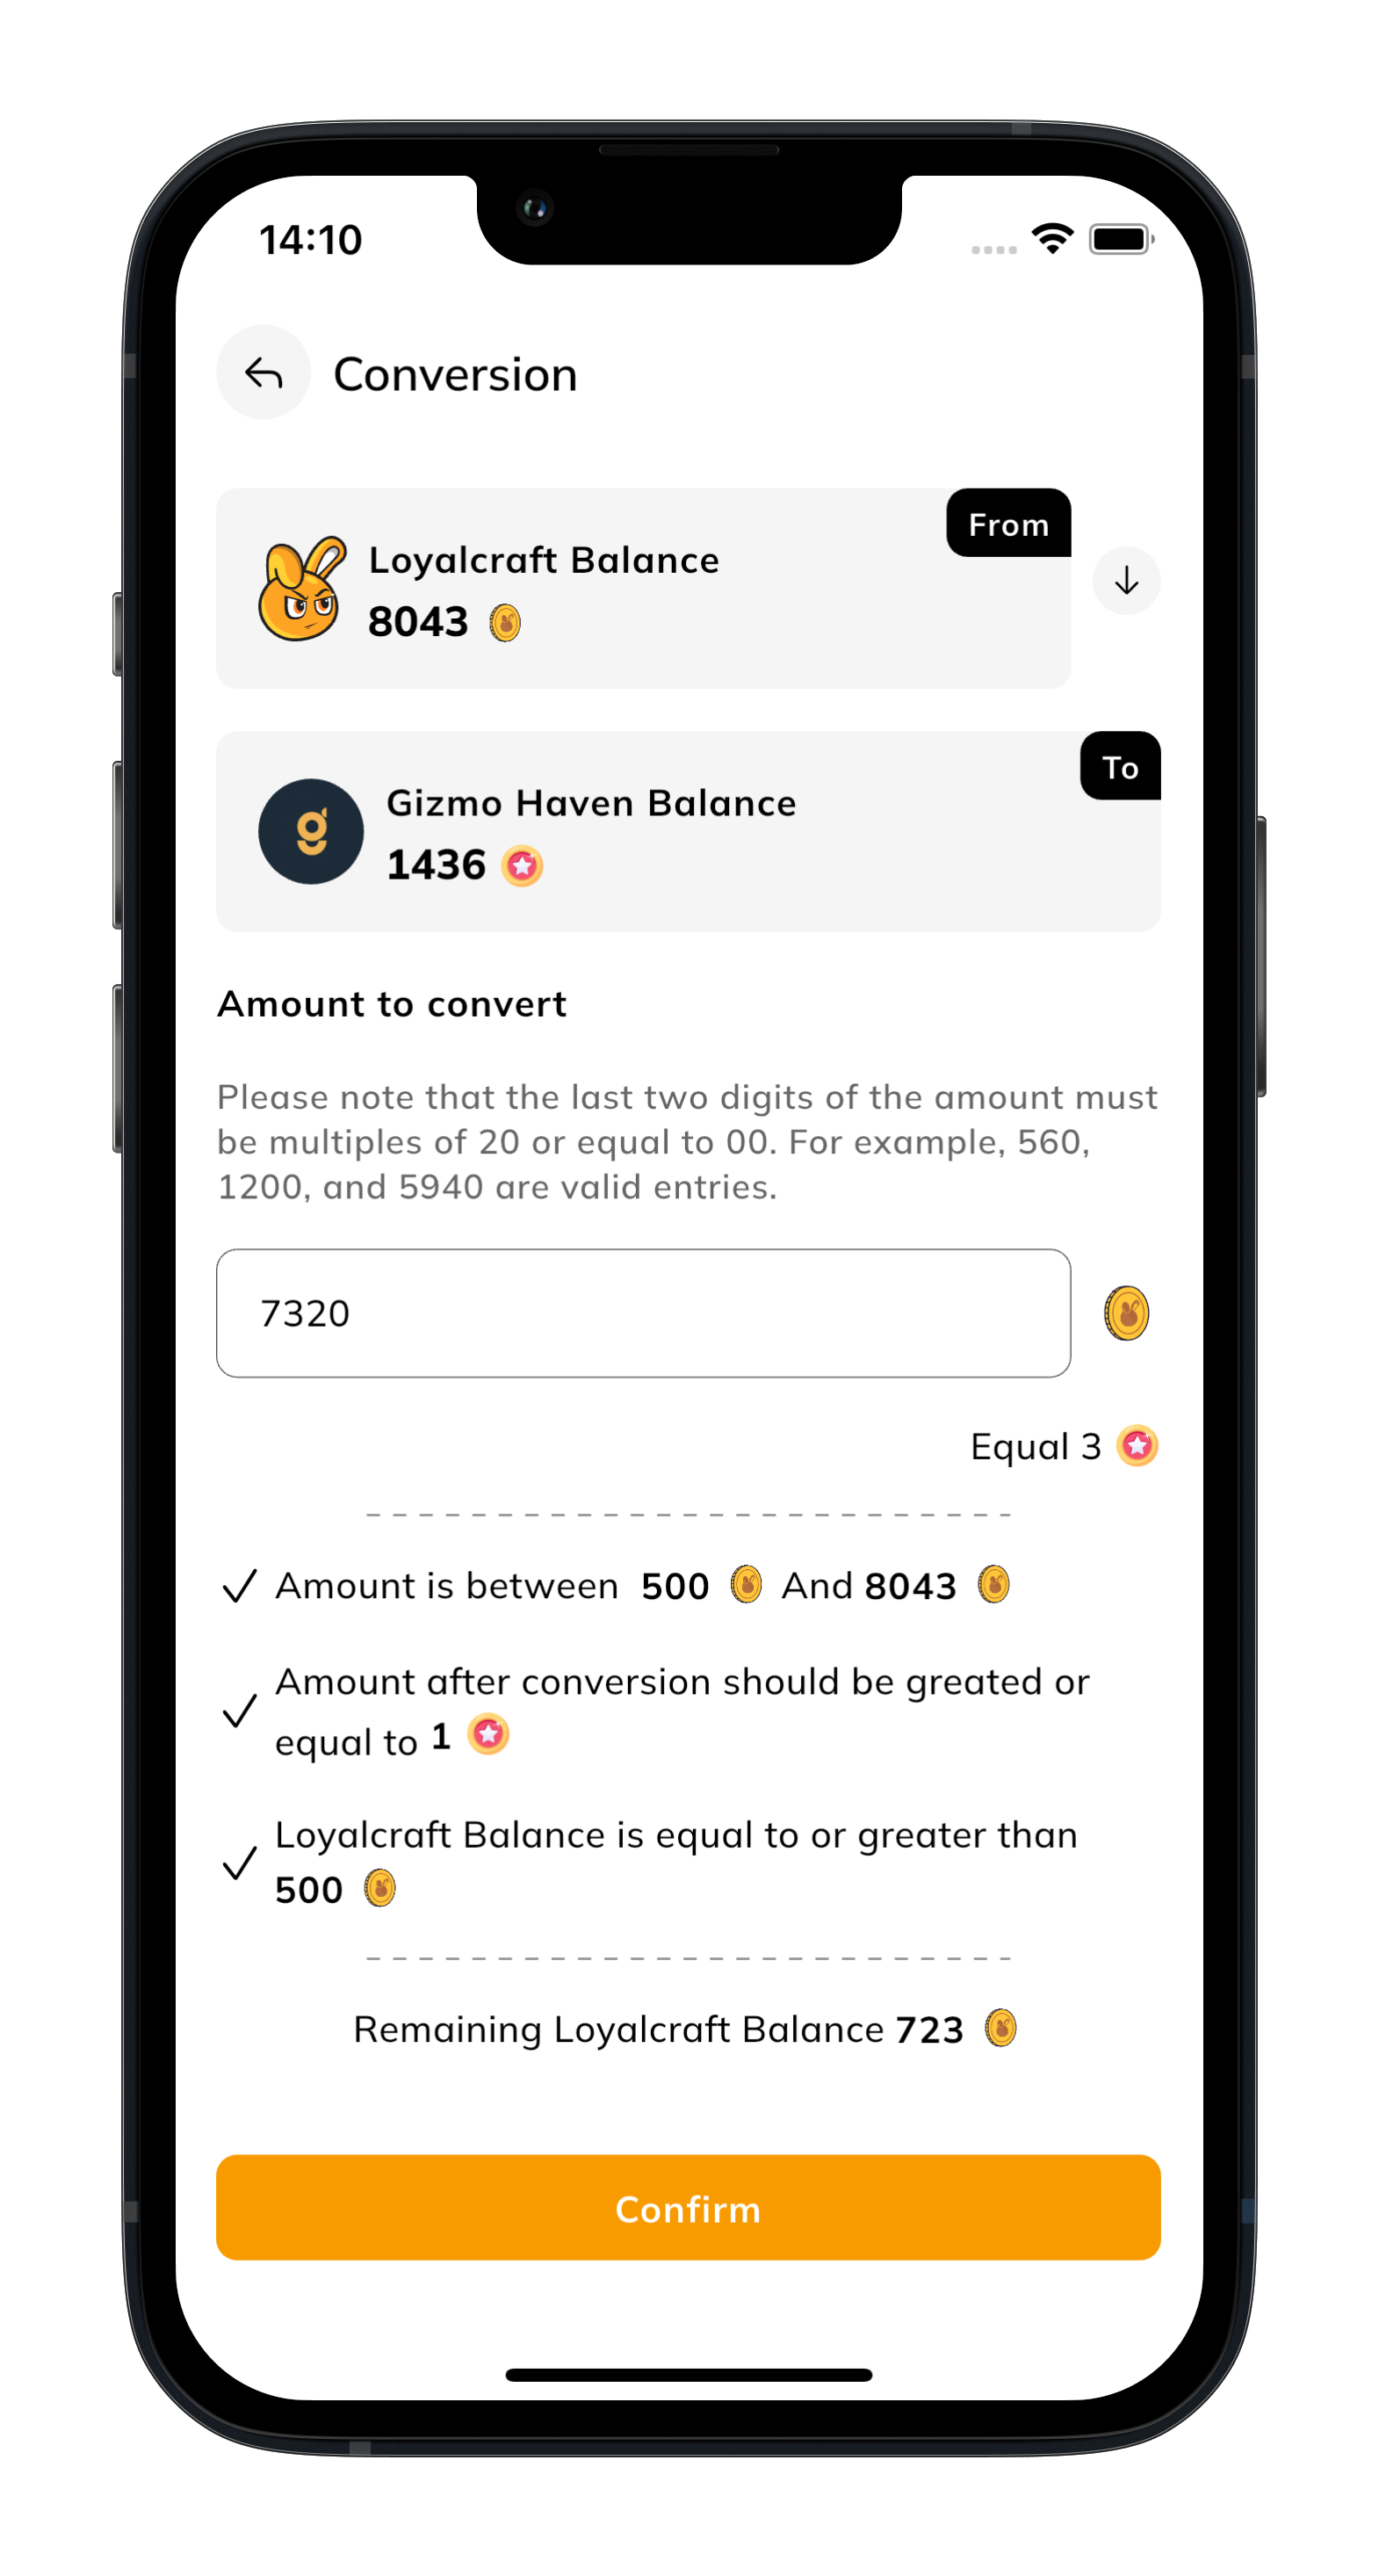 14:10
Conversion
From
Loyalcraft Balance
8043
To
g
Gizmo Haven Balance
1436
Amount to convert
Please note that the last two digits of the amount must
be multiples of 20 or equal to 00. For example, 560,
1200, and 5940 are valid entries.
7320
Equal 3
Amount is between 500 And 8043
Amount after conversion should be greated or
equal to 1
Loyalcraft Balance is equal to or greater than
500
Remaining Loyalcraft Balance 723
Confirm